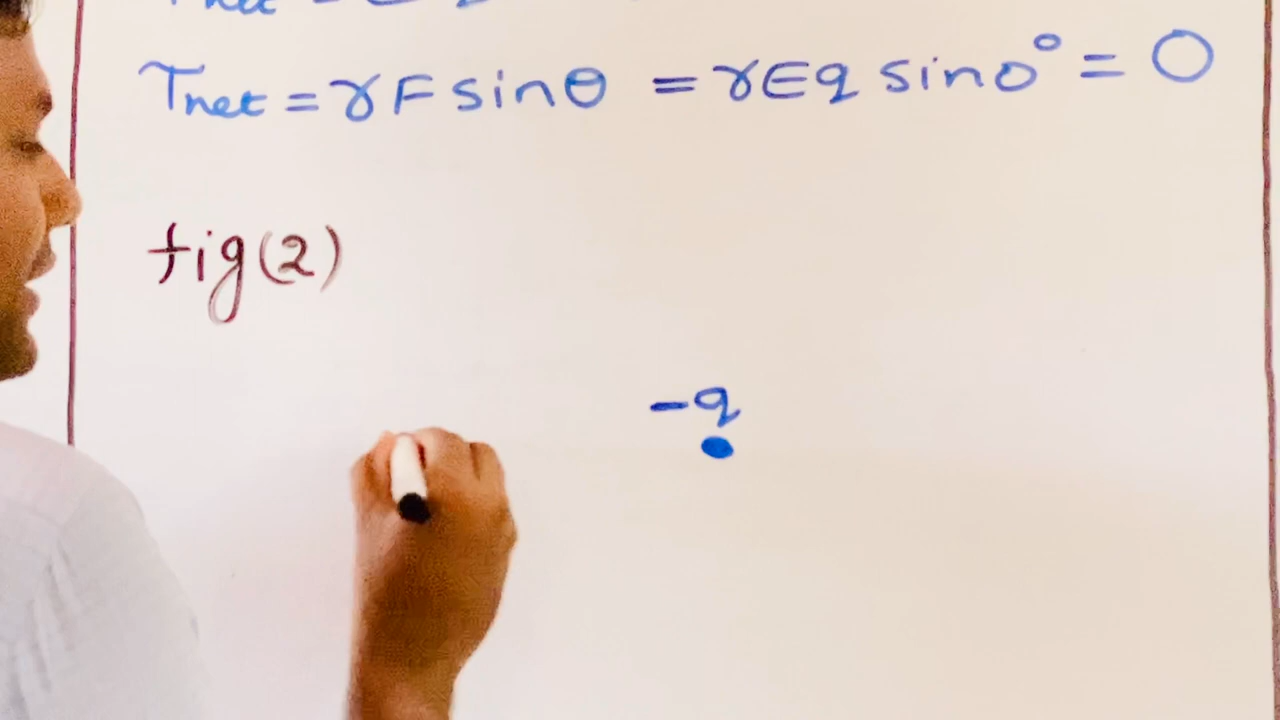 τnet = rF sinθ = rEq sin0° = 0
fig(2)
-q